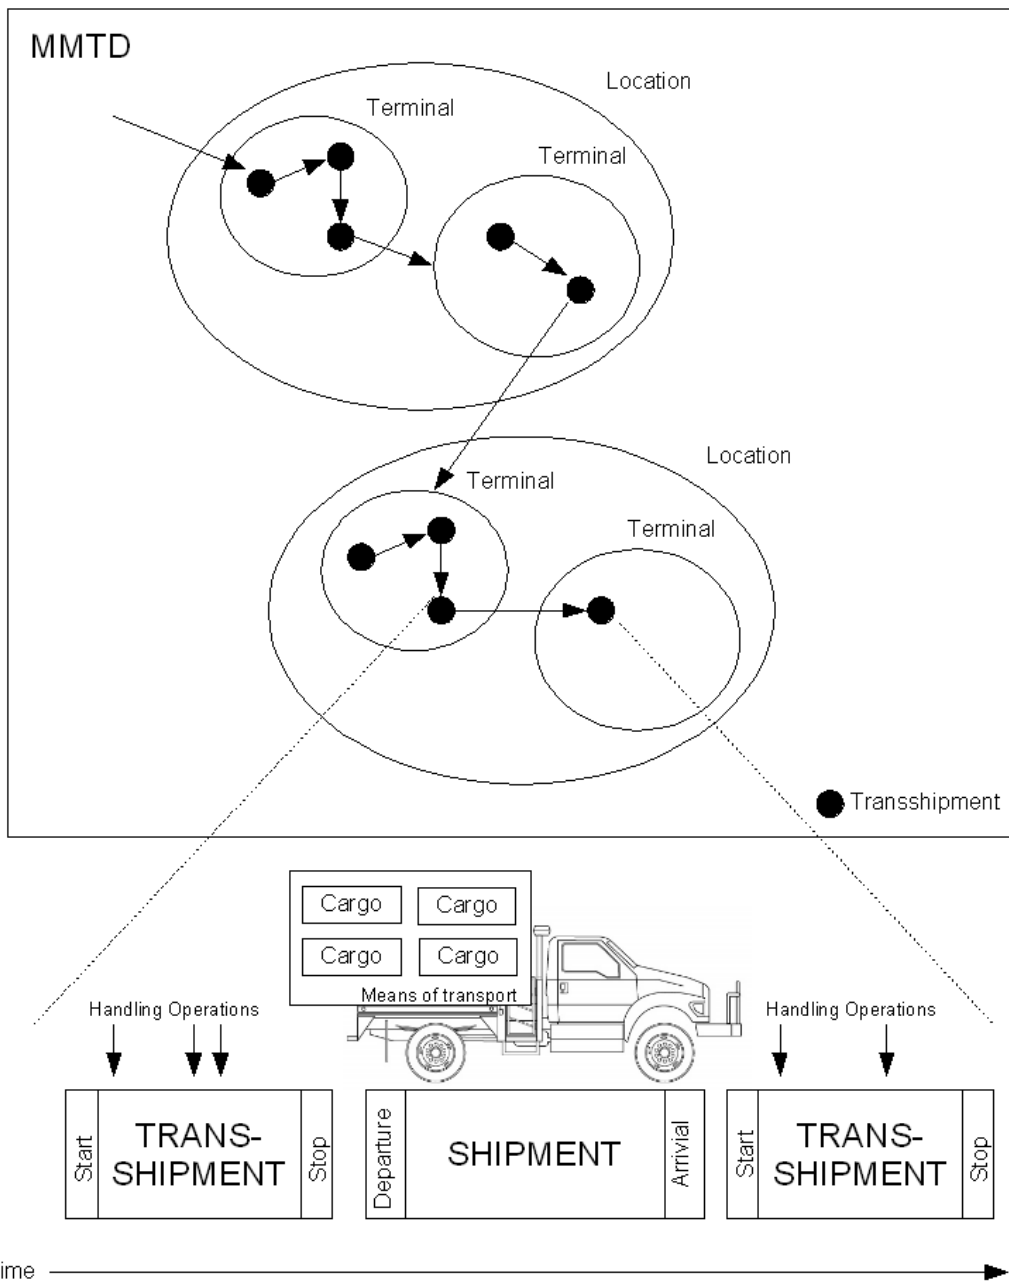 MMTD
Location
Terminal
Terminal
Location
Terminal
Terminal
Transshipment
Cargo
Cargo
Cargo
Cargo
Means of transport
Handling Operations
Handling Operations
Start
TRANS-
SHIPMENT
Stop
Departure
SHIPMENT
Arrivial
Start
TRANS-
SHIPMENT
Stop
ime